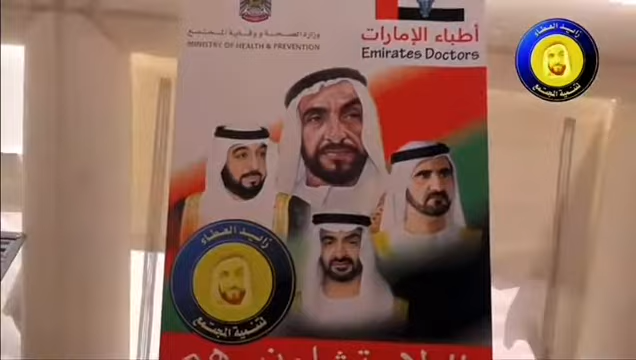 وزارة الصحة ووقاية المجتمع
MINISTRY OF HEALTH & PREVENTION
أطباء الإمارات
Emirates Doctors
زايد العطاء
لتنمية المجتمع
زايد العطاء
لتنمية المجتمع